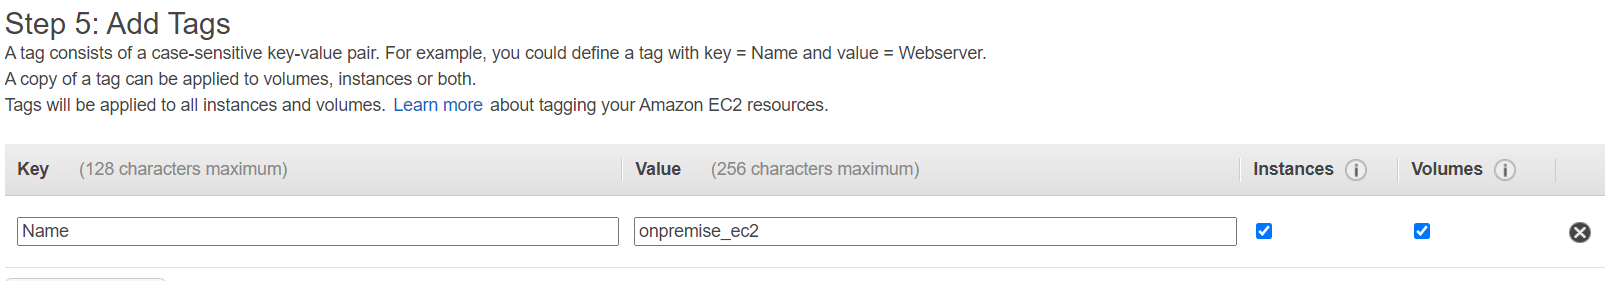 Step 5: Add Tags
A tag consists of a case-sensitive key-value pair. For example, you could define a tag with key = Name and value = Webserver.
A copy of a tag can be applied to volumes, instances or both.
Tags will be applied to all instances and volumes. Learn more about tagging your Amazon EC2 resources.
Key (128 characters maximum) Value (256 characters maximum) Instances i Volumes i
Name onpremise_ec2